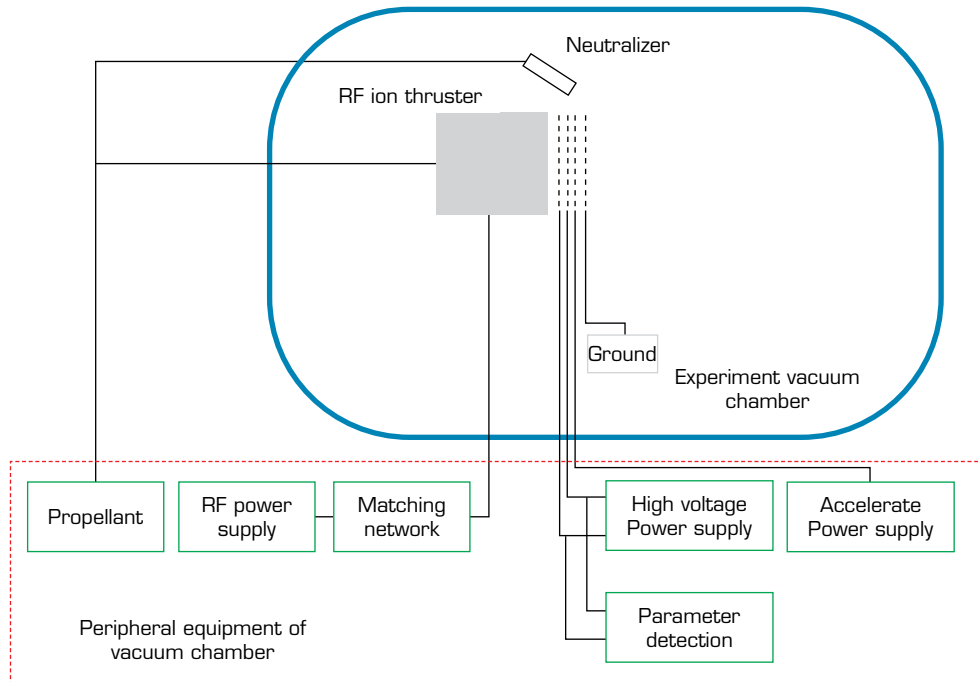 Neutralizer
RF ion thruster
Ground
Experiment vacuum
chamber
Propellant
RF power
supply
Matching
network
High voltage
Power supply
Accelerate
Power supply
Parameter
detection
Peripheral equipment of
vacuum chamber